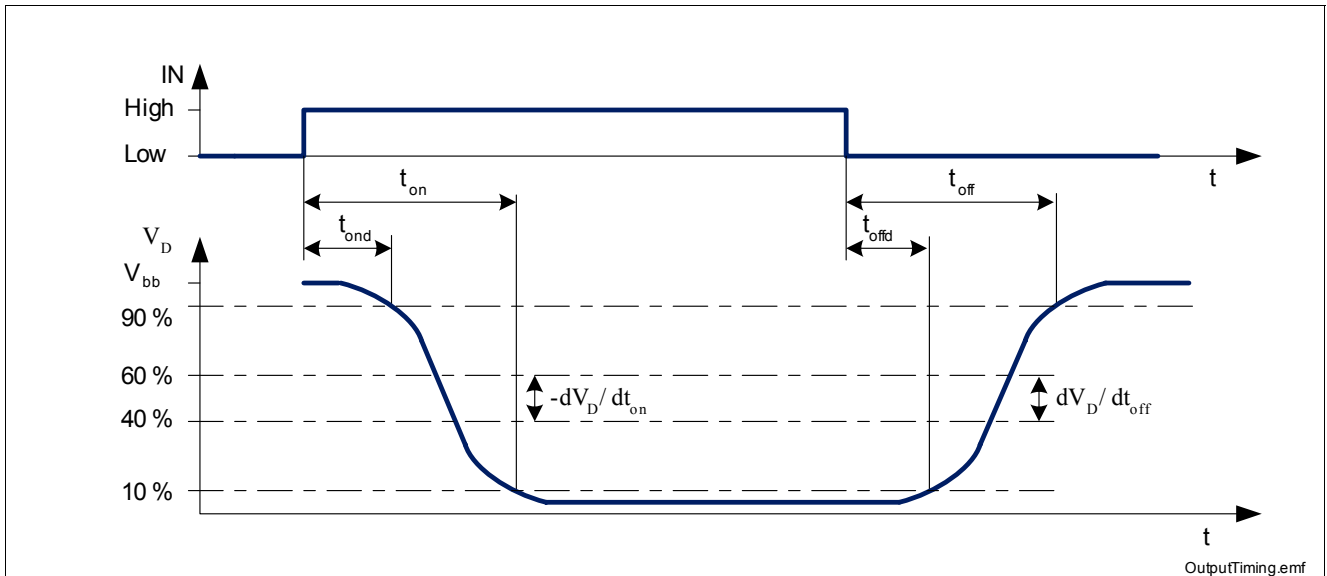 IN
High
Low
t
t_on
t_off
t_ond
t_offd
V_D
V_bb
90 %
60 %
-dV_D/ dt_on
dV_D/ dt_off
40 %
10 %
t
OutputTiming.emf